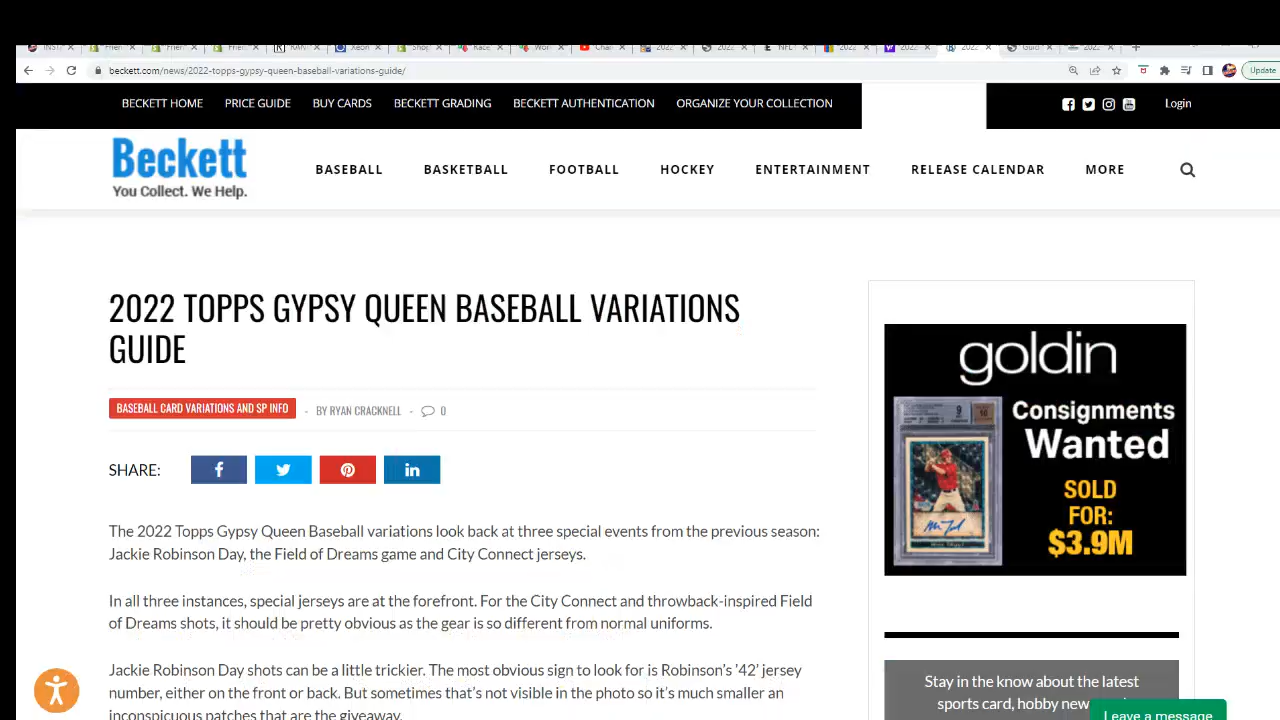 beckett.com/news/2022-topps-gypsy-queen-baseball-variations-guide/
Update
BECKETT HOME PRICE GUIDE BUY CARDS BECKETT GRADING BECKETT AUTHENTICATION ORGANIZE YOUR COLLECTION Login
Beckett
You Collect. We Help.
BASEBALL BASKETBALL FOOTBALL HOCKEY ENTERTAINMENT RELEASE CALENDAR MORE
2022 TOPPS GYPSY QUEEN BASEBALL VARIATIONS
GUIDE
BASEBALL CARD VARIATIONS AND SP INFO - BY RYAN CRACKNELL - 0
SHARE:
The 2022 Topps Gypsy Queen Baseball variations look back at three special events from the previous season:
Jackie Robinson Day, the Field of Dreams game and City Connect jerseys.
In all three instances, special jerseys are at the forefront. For the City Connect and throwback-inspired Field
of Dreams shots, it should be pretty obvious as the gear is so different from normal uniforms.
Jackie Robinson Day shots can be a little trickier. The most obvious sign to look for is Robinson's '42' jersey
number, either on the front or back. But sometimes that's not visible in the photo so it's much smaller an
inconspicuous patches that are the giveaway.
goldin
Consignments
Wanted
SOLD
FOR:
$3.9M
9
10
Stay in the know about the latest
sports card, hobby new
Leave a message